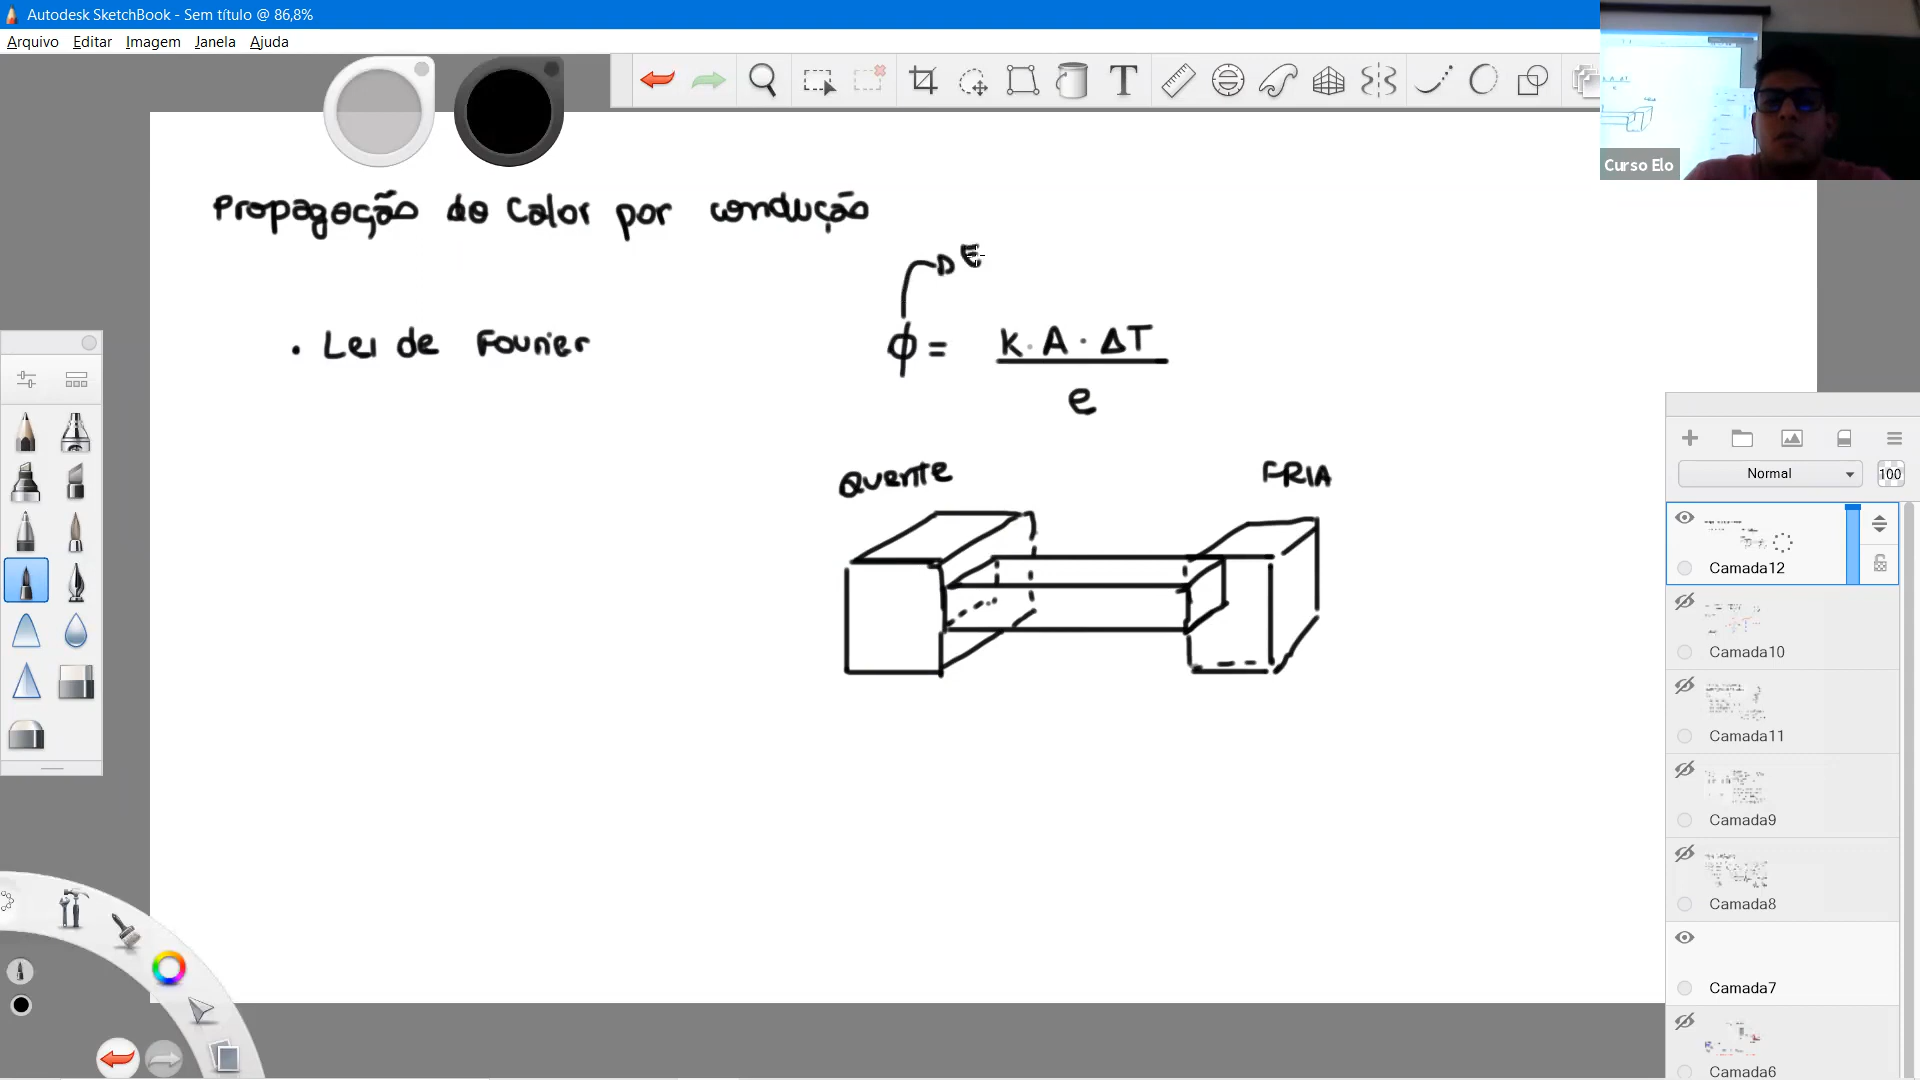 Autodesk SketchBook - Sem título @ 86,8%
Arquivo Editar Imagem Janela Ajuda
T
Curso Elo
Propagação do Calor por condução
E
• Lei de Fourier
ϕ = K · A · ΔT
e
Quente
FRIA
Normal
100
Camada12
Camada10
Camada11
Camada9
Camada8
Camada7
Camada6